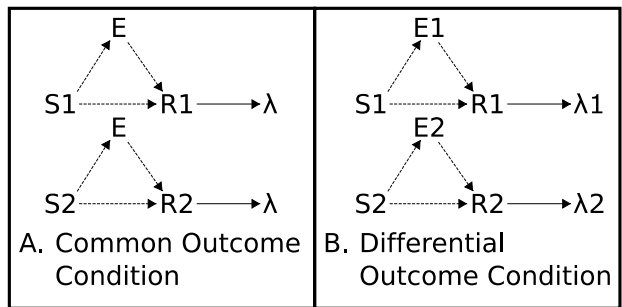 E
S1 R1 λ
E
S2 R2 λ
A. Common Outcome
Condition
E1
S1 R1 λ1
E2
S2 R2 λ2
B. Differential
Outcome Condition